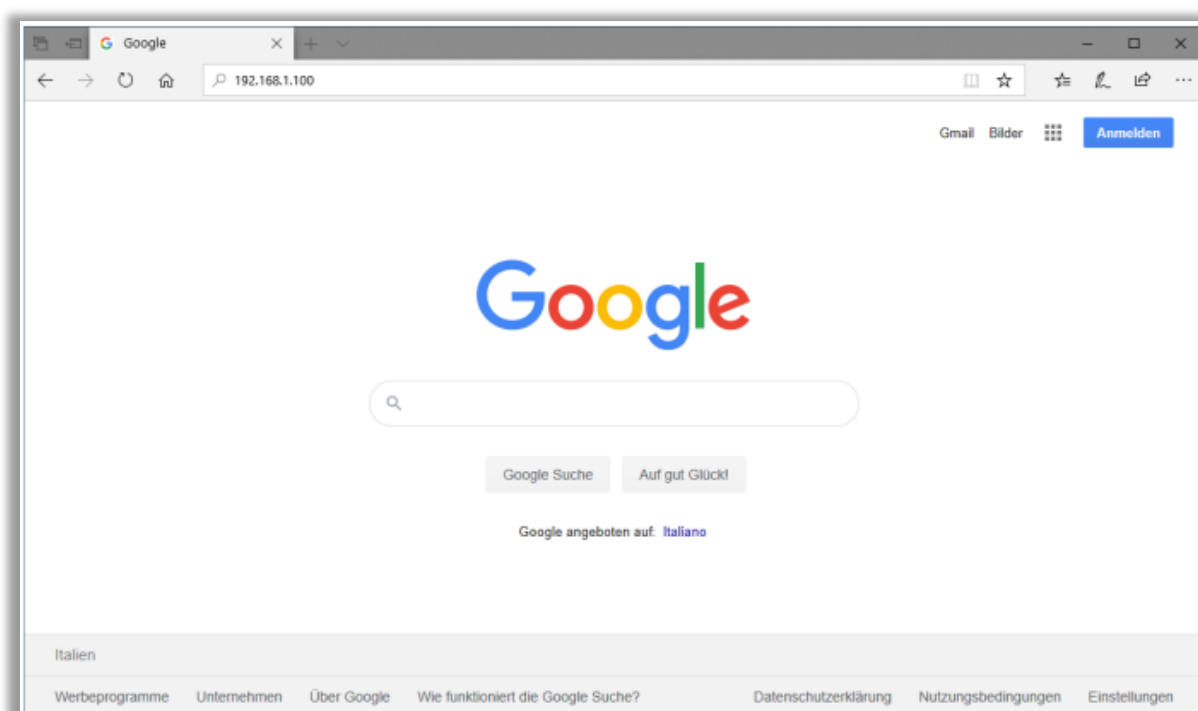 Google
192.168.1.100
Gmail Bilder Anmelden
Google
Google Suche Auf gut Glück!
Google angeboten auf: Italiano
Italien
Werbeprogramme Unternehmen Über Google Wie funktioniert die Google Suche? Datenschutzerklärung Nutzungsbedingungen Einstellungen